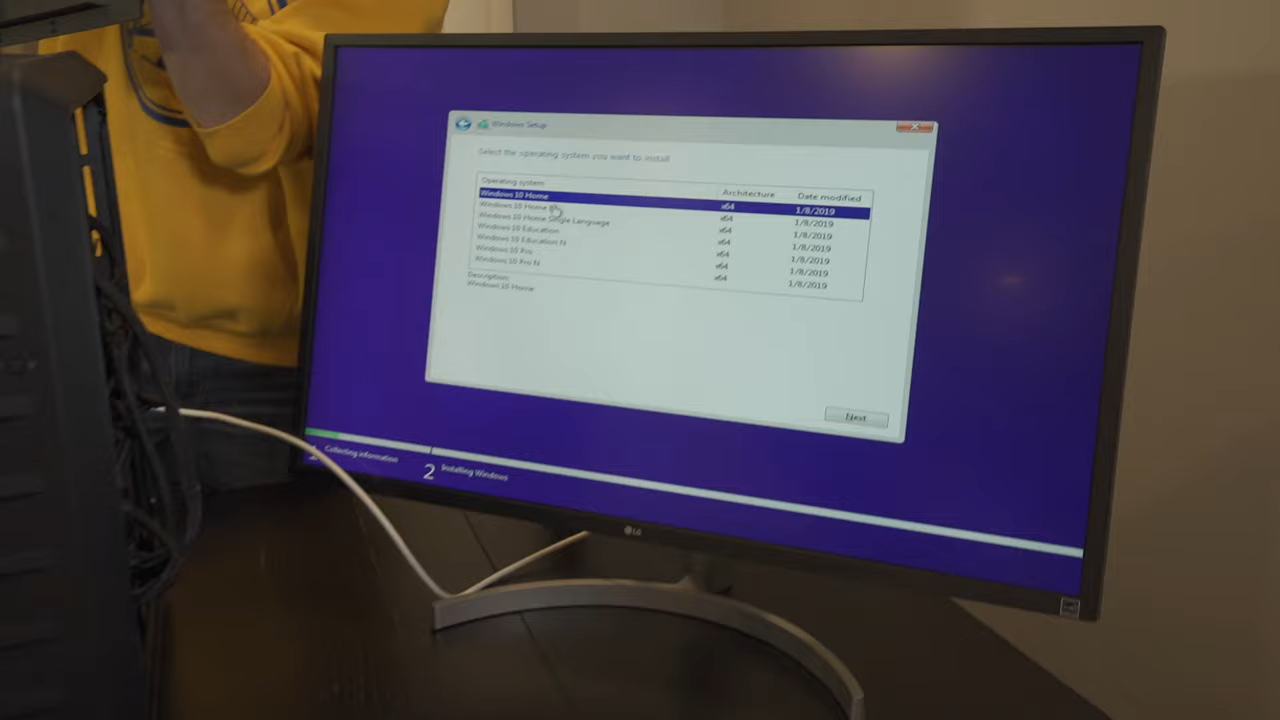 Windows Setup
Select the operating system you want to install
Operating system Architecture Date modified
Windows 10 Home x64 1/8/2019
Windows 10 Home x64 1/8/2019
Windows 10 Home Single Language x64 1/8/2019
Windows 10 Education x64 1/8/2019
Windows 10 Education N x64 1/8/2019
Windows 10 Pro x64 1/8/2019
Windows 10 Pro N x64 1/8/2019
Description:
Windows 10 Home
Next
1 Collecting information
2 Installing Windows
LG